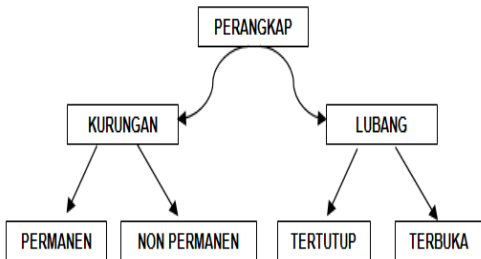 PERANGKAP
KURUNGAN
LUBANG
PERMANEN
NON PERMANEN
TERTUTUP
TERBUKA